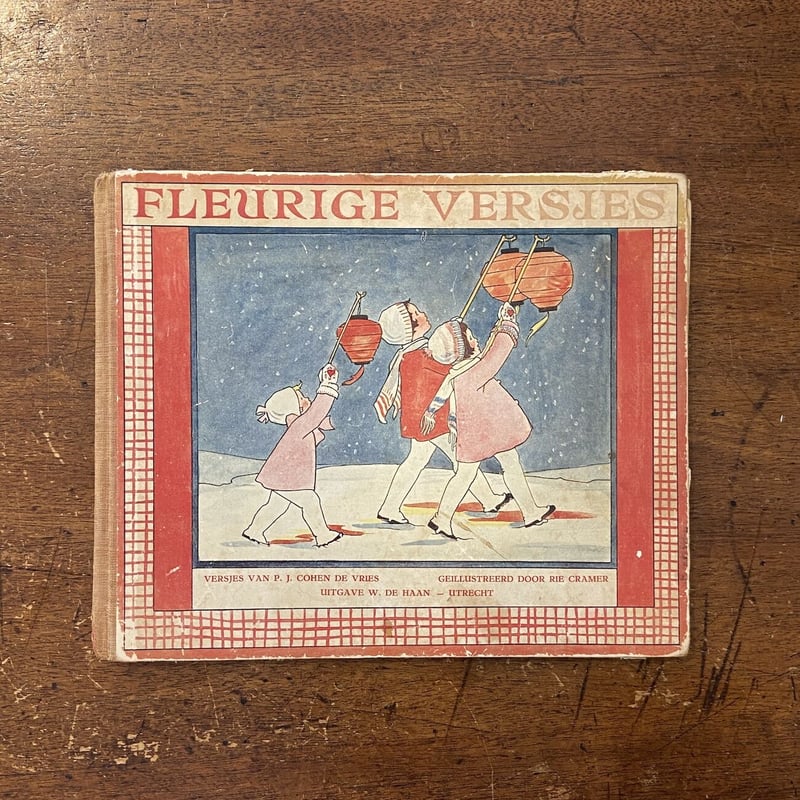 FLEURIGE VERSJES
VERSJES VAN P. J. COHEN DE VRIES GEILLUSTREERD DOOR RIE CRAMER
UITGAVE W. DE HAAN – UTRECHT